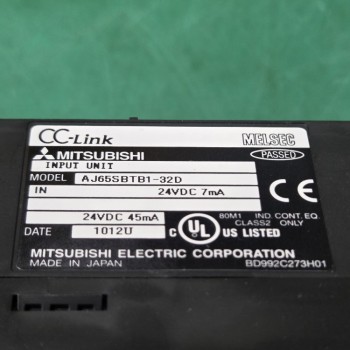 CC-Link MELSEC
MITSUBISHI PASSED
INPUT UNIT
MODEL AJ65SBTB1-32D
IN 24VDC 7mA
CE
24VDC 45mA
80M1 IND. CONT. EQ.
CLASS2 ONLY
DATE 1012U c UL US LISTED
MITSUBISHI ELECTRIC CORPORATION
MADE IN JAPAN BD992C273H01